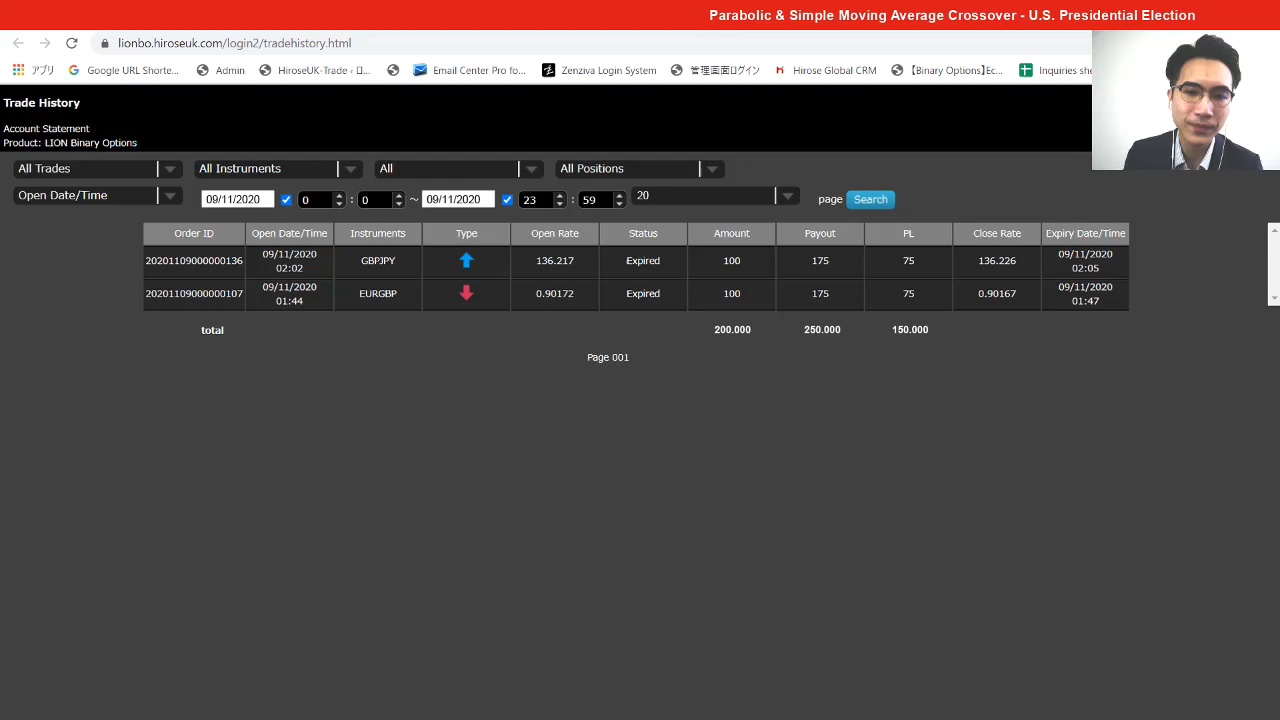 Parabolic & Simple Moving Average Crossover - U.S. Presidential Election
lionbo.hiroseuk.com/login2/tradehistory.html
アプリ Google URL Shorte... Admin HiroseUK-Trade ‹ ロ... Email Center Pro fo... Zenziva Login System 管理画面ログイン Hirose Global CRM 【Binary Options】Ec... Inquiries she
Trade History
Account Statement
Product: LION Binary Options
All Trades All Instruments All All Positions
Open Date/Time 09/11/2020 0 : 0 ～ 09/11/2020 23 : 59 20 page Search
Order ID Open Date/Time Instruments Type Open Rate Status Amount Payout PL Close Rate Expiry Date/Time
20201109000000136 09/11/2020 02:02 GBPJPY 136.217 Expired 100 175 75 136.226 09/11/2020 02:05
20201109000000107 09/11/2020 01:44 EURGBP 0.90172 Expired 100 175 75 0.90167 09/11/2020 01:47
total 200.000 250.000 150.000
Page 001